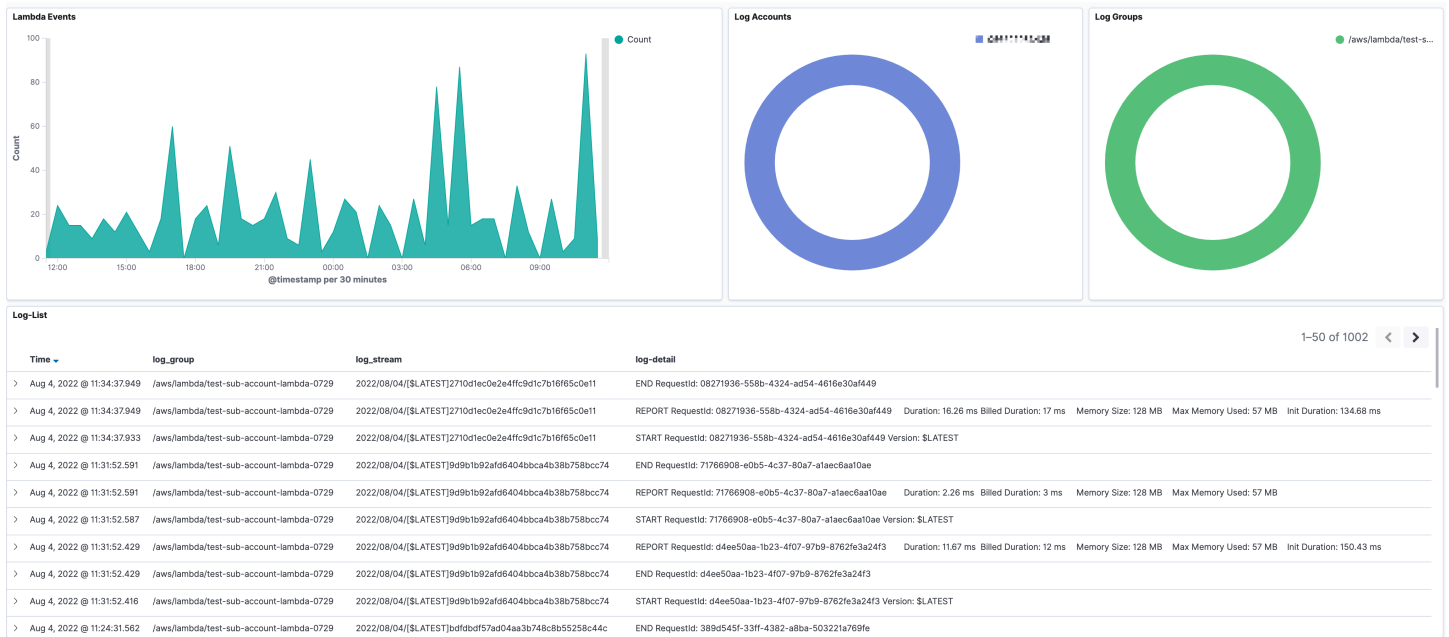 Lambda Events
100
80
60
40
20
0
Count
12:00 15:00 18:00 21:00 00:00 03:00 06:00 09:00
@timestamp per 30 minutes
Count
Log Accounts
Log Groups
/aws/lambda/test-s...
Log-List
1–50 of 1002
Time log_group log_stream log-detail
Aug 4, 2022 @ 11:34:37.949 /aws/lambda/test-sub-account-lambda-0729 2022/08/04/[$LATEST]2710d1ec0e2e4ffc9d1c7b16f65c0e11 END RequestId: 08271936-558b-4324-ad54-4616e30af449
Aug 4, 2022 @ 11:34:37.949 /aws/lambda/test-sub-account-lambda-0729 2022/08/04/[$LATEST]2710d1ec0e2e4ffc9d1c7b16f65c0e11 REPORT RequestId: 08271936-558b-4324-ad54-4616e30af449 Duration: 16.26 ms Billed Duration: 17 ms Memory Size: 128 MB Max Memory Used: 57 MB Init Duration: 134.68 ms
Aug 4, 2022 @ 11:34:37.933 /aws/lambda/test-sub-account-lambda-0729 2022/08/04/[$LATEST]2710d1ec0e2e4ffc9d1c7b16f65c0e11 START RequestId: 08271936-558b-4324-ad54-4616e30af449 Version: $LATEST
Aug 4, 2022 @ 11:31:52.591 /aws/lambda/test-sub-account-lambda-0729 2022/08/04/[$LATEST]9d9b1b92afd6404bbca4b38b758bcc74 END RequestId: 71766908-e0b5-4c37-80a7-a1aec6aa10ae
Aug 4, 2022 @ 11:31:52.591 /aws/lambda/test-sub-account-lambda-0729 2022/08/04/[$LATEST]9d9b1b92afd6404bbca4b38b758bcc74 REPORT RequestId: 71766908-e0b5-4c37-80a7-a1aec6aa10ae Duration: 2.26 ms Billed Duration: 3 ms Memory Size: 128 MB Max Memory Used: 57 MB
Aug 4, 2022 @ 11:31:52.587 /aws/lambda/test-sub-account-lambda-0729 2022/08/04/[$LATEST]9d9b1b92afd6404bbca4b38b758bcc74 START RequestId: 71766908-e0b5-4c37-80a7-a1aec6aa10ae Version: $LATEST
Aug 4, 2022 @ 11:31:52.429 /aws/lambda/test-sub-account-lambda-0729 2022/08/04/[$LATEST]9d9b1b92afd6404bbca4b38b758bcc74 REPORT RequestId: d4ee50aa-1b23-4f07-97b9-8762fe3a24f3 Duration: 11.67 ms Billed Duration: 12 ms Memory Size: 128 MB Max Memory Used: 57 MB Init Duration: 150.43 ms
Aug 4, 2022 @ 11:31:52.429 /aws/lambda/test-sub-account-lambda-0729 2022/08/04/[$LATEST]9d9b1b92afd6404bbca4b38b758bcc74 END RequestId: d4ee50aa-1b23-4f07-97b9-8762fe3a24f3
Aug 4, 2022 @ 11:31:52.416 /aws/lambda/test-sub-account-lambda-0729 2022/08/04/[$LATEST]9d9b1b92afd6404bbca4b38b758bcc74 START RequestId: d4ee50aa-1b23-4f07-97b9-8762fe3a24f3 Version: $LATEST
Aug 4, 2022 @ 11:24:31.562 /aws/lambda/test-sub-account-lambda-0729 2022/08/04/[$LATEST]bdfdbdf57ad04aa3b748c8b55258c44c END RequestId: 389d545f-33ff-4382-a8ba-503221a769fe